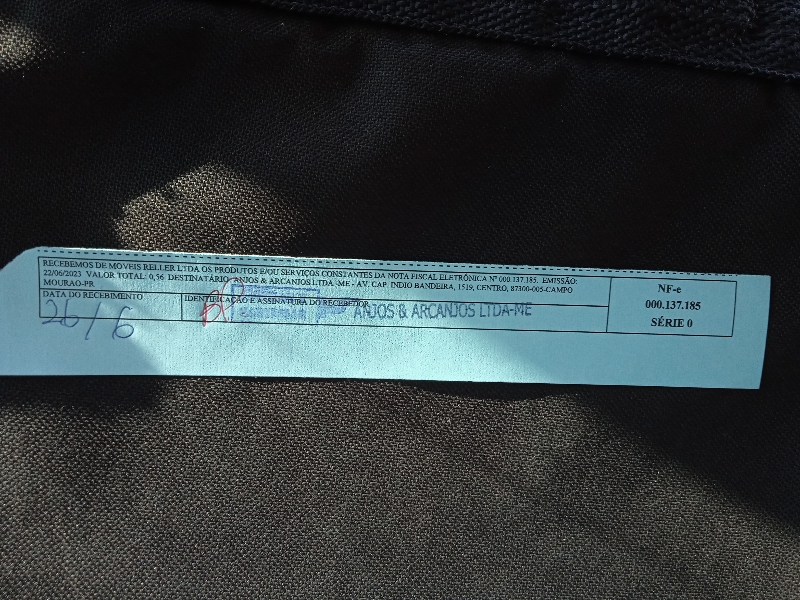 RECEBEMOS DE MOVEIS RELLER LTDA OS PRODUTOS E/OU SERVIÇOS CONSTANTES DA NOTA FISCAL ELETRÔNICA Nº 000.137.185. EMISSÃO:
22/06/2023 VALOR TOTAL: 0,56 DESTINATÁRIO: ANJOS & ARCANJOS LTDA -ME - AV. CAP. INDIO BANDEIRA, 1519, CENTRO, 87300-005-CAMPO
MOURAO-PR
DATA DO RECEBIMENTO
26/6
IDENTIFICAÇÃO E ASSINATURA DO RECEBEDOR
ANJOS & ARCANJOS LTDA-ME
NF-e
000.137.185
SÉRIE 0